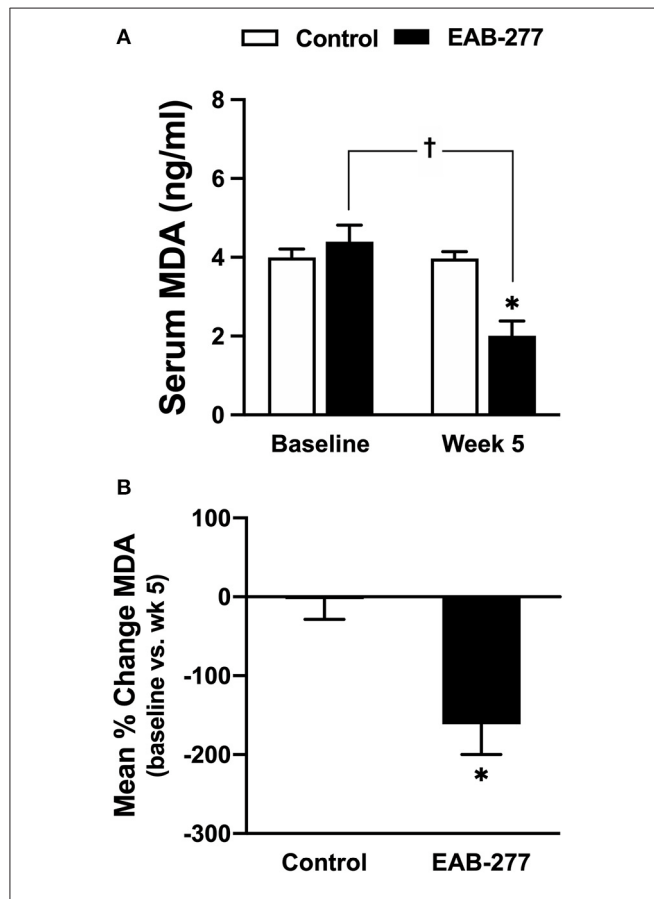 A
Control EAB-277
Serum MDA (ng/ml)
8
6
4
2
0
†
*
Baseline Week 5
B
Mean % Change MDA
(baseline vs. wk 5)
100
0
-100
-200
-300
*
Control EAB-277